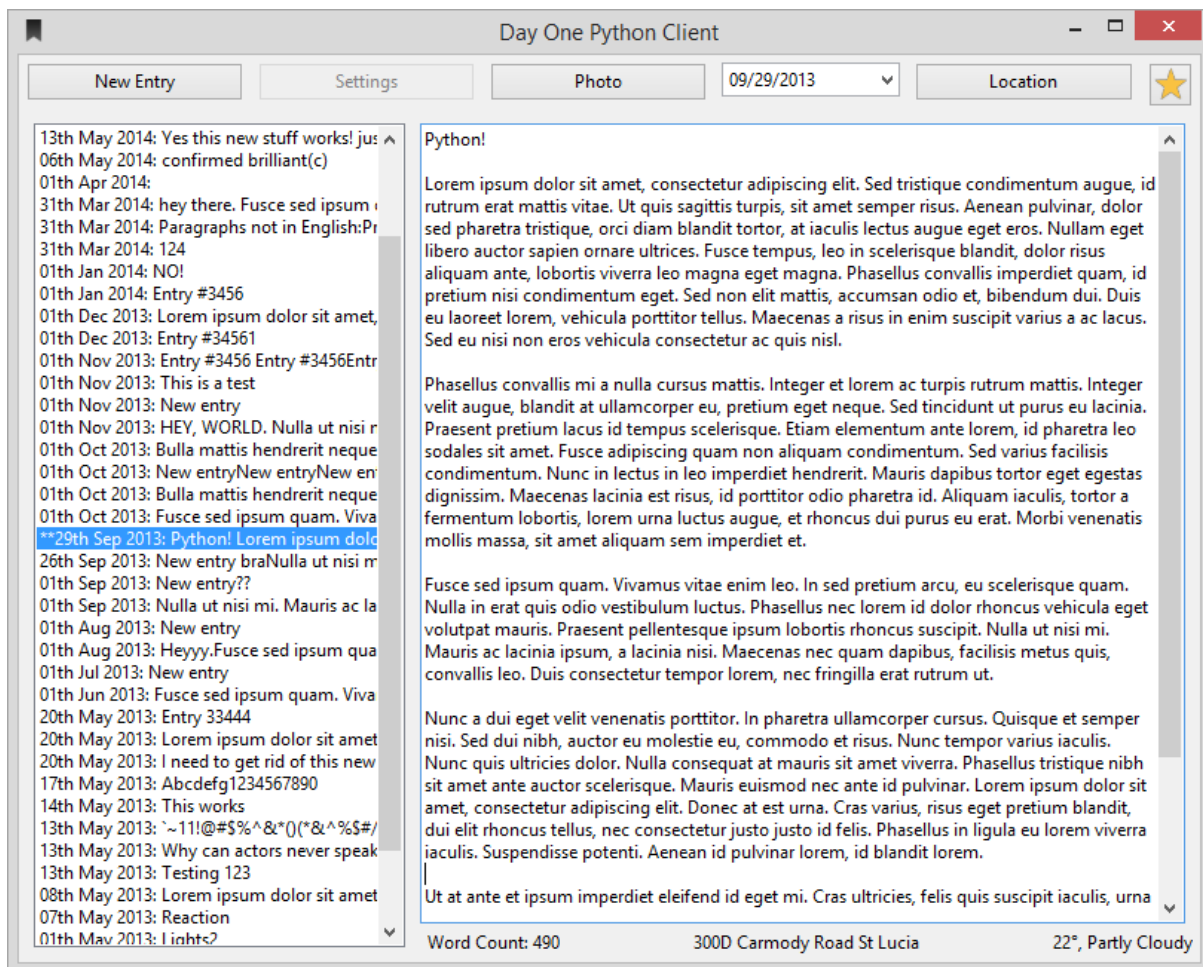 Day One Python Client
New Entry
Settings
Photo
09/29/2013
Location
13th May 2014: Yes this new stuff works! jus
06th May 2014: confirmed brilliant(c)
01th Apr 2014:
31th Mar 2014: hey there. Fusce sed ipsum
31th Mar 2014: Paragraphs not in English:Pr
31th Mar 2014: 124
01th Jan 2014: NO!
01th Jan 2014: Entry #3456
01th Dec 2013: Lorem ipsum dolor sit amet,
01th Dec 2013: Entry #34561
01th Nov 2013: Entry #3456 Entry #3456Entr
01th Nov 2013: This is a test
01th Nov 2013: New entry
01th Nov 2013: HEY, WORLD. Nulla ut nisi r
01th Oct 2013: Bulla mattis hendrerit neque
01th Oct 2013: New entryNew entryNew en
01th Oct 2013: Bulla mattis hendrerit neque
01th Oct 2013: Fusce sed ipsum quam. Viva
**29th Sep 2013: Python! Lorem ipsum dolo
26th Sep 2013: New entry braNulla ut nisi m
01th Sep 2013: New entry??
01th Sep 2013: Nulla ut nisi mi. Mauris ac la
01th Aug 2013: New entry
01th Aug 2013: Heyyy.Fusce sed ipsum qua
01th Jul 2013: New entry
01th Jun 2013: Fusce sed ipsum quam. Viva
20th May 2013: Entry 33444
20th May 2013: Lorem ipsum dolor sit amet
20th May 2013: I need to get rid of this new
17th May 2013: Abcdefg1234567890
14th May 2013: This works
13th May 2013: `~11!@#$%^&*()(*&^%$#/
13th May 2013: Why can actors never speak
13th May 2013: Testing 123
08th May 2013: Lorem ipsum dolor sit amet
07th May 2013: Reaction
01th May 2013: Lights2
Python!
Lorem ipsum dolor sit amet, consectetur adipiscing elit. Sed tristique condimentum augue, id
rutrum erat mattis vitae. Ut quis sagittis turpis, sit amet semper risus. Aenean pulvinar, dolor
sed pharetra tristique, orci diam blandit tortor, at iaculis lectus augue eget eros. Nullam eget
libero auctor sapien ornare ultrices. Fusce tempus, leo in scelerisque blandit, dolor risus
aliquam ante, lobortis viverra leo magna eget magna. Phasellus convallis imperdiet quam, id
pretium nisi condimentum eget. Sed non elit mattis, accumsan odio et, bibendum dui. Duis
eu laoreet lorem, vehicula porttitor tellus. Maecenas a risus in enim suscipit varius a ac lacus.
Sed eu nisi non eros vehicula consectetur ac quis nisl.
Phasellus convallis mi a nulla cursus mattis. Integer et lorem ac turpis rutrum mattis. Integer
velit augue, blandit at ullamcorper eu, pretium eget neque. Sed tincidunt ut purus eu lacinia.
Praesent pretium lacus id tempus scelerisque. Etiam elementum ante lorem, id pharetra leo
sodales sit amet. Fusce adipiscing quam non aliquam condimentum. Sed varius facilisis
condimentum. Nunc in lectus in leo imperdiet hendrerit. Mauris dapibus tortor eget egestas
dignissim. Maecenas lacinia est risus, id porttitor odio pharetra id. Aliquam iaculis, tortor a
fermentum lobortis, lorem urna luctus augue, et rhoncus dui purus eu erat. Morbi venenatis
mollis massa, sit amet aliquam sem imperdiet et.
Fusce sed ipsum quam. Vivamus vitae enim leo. In sed pretium arcu, eu scelerisque quam.
Nulla in erat quis odio vestibulum luctus. Phasellus nec lorem id dolor rhoncus vehicula eget
volutpat mauris. Praesent pellentesque ipsum lobortis rhoncus suscipit. Nulla ut nisi mi.
Mauris ac lacinia ipsum, a lacinia nisi. Maecenas nec quam dapibus, facilisis metus quis,
convallis leo. Duis consectetur tempor lorem, nec fringilla erat rutrum ut.
Nunc a dui eget velit venenatis porttitor. In pharetra ullamcorper cursus. Quisque et semper
nisi. Sed dui nibh, auctor eu molestie eu, commodo et risus. Nunc tempor varius iaculis.
Nunc quis ultricies dolor. Nulla consequat at mauris sit amet viverra. Phasellus tristique nibh
sit amet ante auctor scelerisque. Mauris euismod nec ante id pulvinar. Lorem ipsum dolor sit
amet, consectetur adipiscing elit. Donec at est urna. Cras varius, risus eget pretium blandit,
dui elit rhoncus tellus, nec consectetur justo justo id felis. Phasellus in ligula eu lorem viverra
iaculis. Suspendisse potenti. Aenean id pulvinar lorem, id blandit lorem.
Ut at ante et ipsum imperdiet eleifend id eget mi. Cras ultricies, felis quis suscipit iaculis, urna
Word Count: 490
300D Carmody Road St Lucia
22°, Partly Cloudy